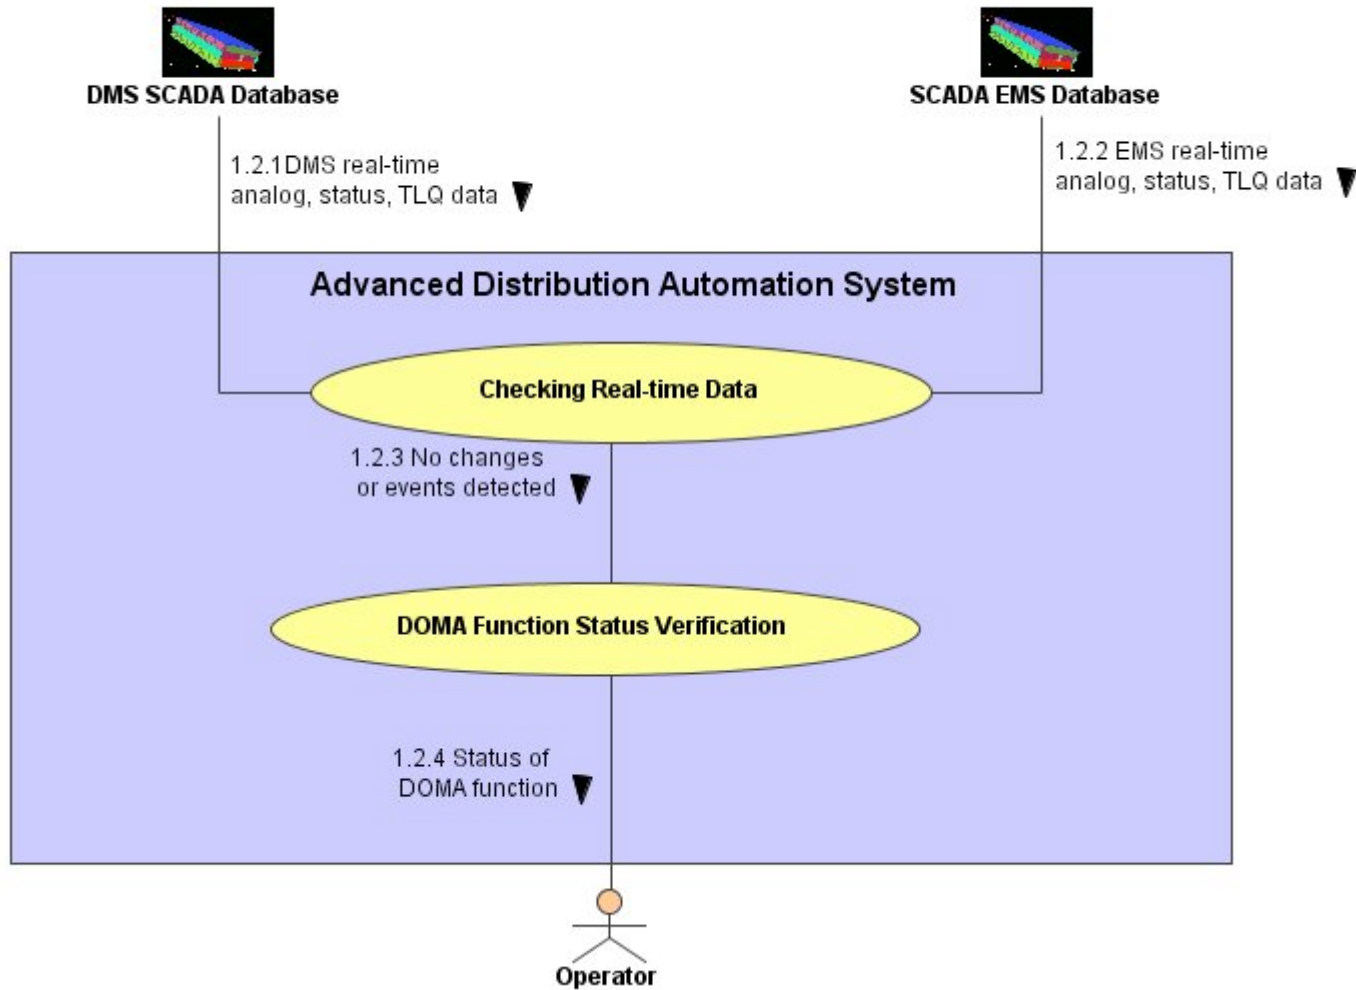 DMS SCADA Database
SCADA EMS Database
1.2.1DMS real-time
analog, status, TLQ data
1.2.2 EMS real-time
analog, status, TLQ data
Advanced Distribution Automation System
Checking Real-time Data
1.2.3 No changes
or events detected
DOMA Function Status Verification
1.2.4 Status of
DOMA function
Operator